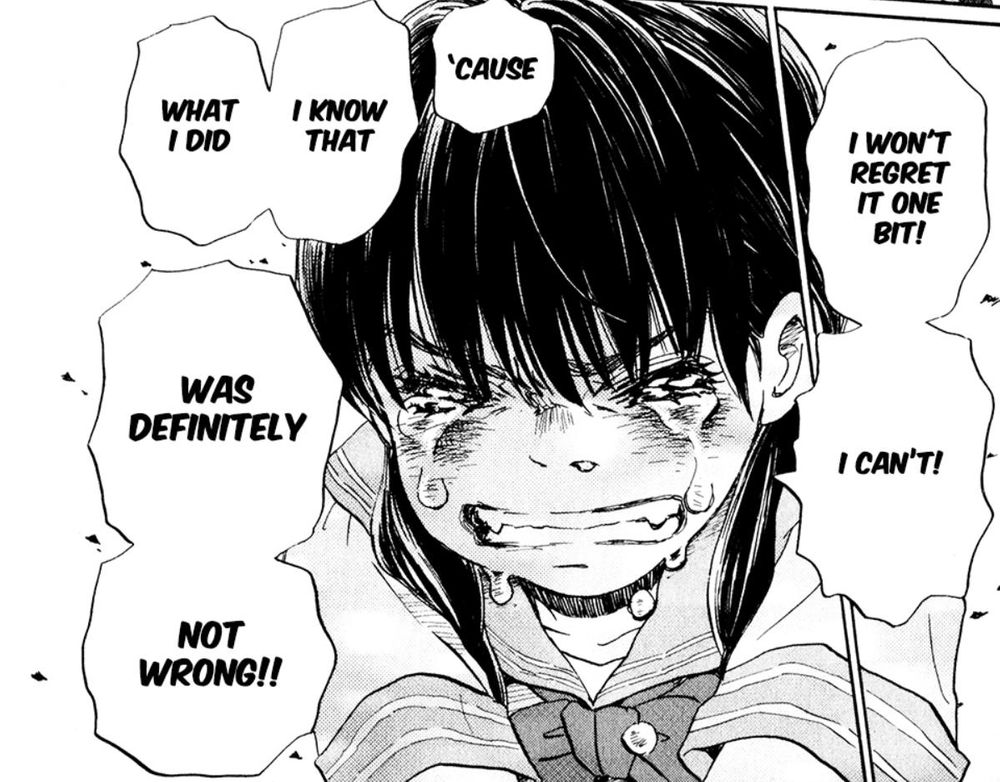 I WON'T
REGRET
IT ONE
BIT!
I CAN'T!
'CAUSE
I KNOW
THAT
WHAT
I DID
WAS
DEFINITELY
NOT
WRONG!!